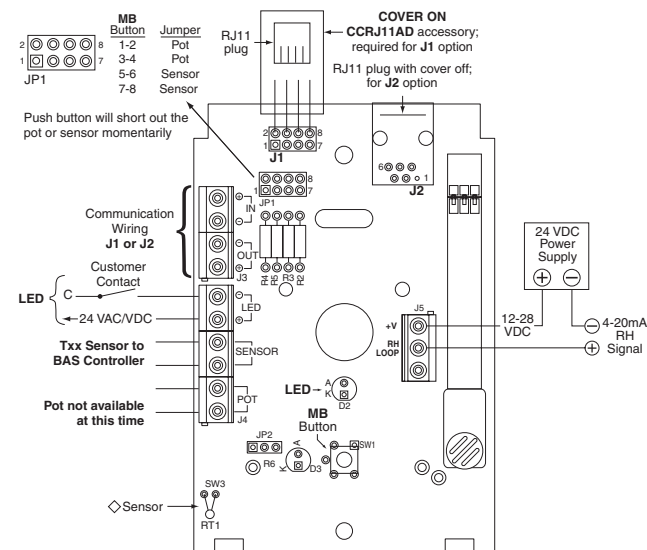 MB
Button Jumper
1-2 Pot
3-4 Pot
5-6 Sensor
7-8 Sensor
2 8
1 7
JP1
Push button will short out the
pot or sensor momentarily
RJ11
plug
COVER ON
CCRJ11AD accessory;
required for J1 option
RJ11 plug with cover off;
for J2 option
2 8
1 7
J1
6
1
J2
8
1 7
JP1
Communication
Wiring
J1 or J2
+
IN
-
-
OUT
+
J3
R4
R5
R3
R2
Customer
Contact
LED
C
24 VAC/VDC
-
LED
+
Txx Sensor to
BAS Controller
SENSOR
Pot not available
at this time
POT
J4
LED
A
K
D2
MB
Button
SW1
JP2
R6
A
K
D3
SW3
Sensor
RT1
J5
+V
RH
LOOP
12-28
VDC
24 VDC
Power
Supply
+ -
- 4-20mA
RH
+ Signal